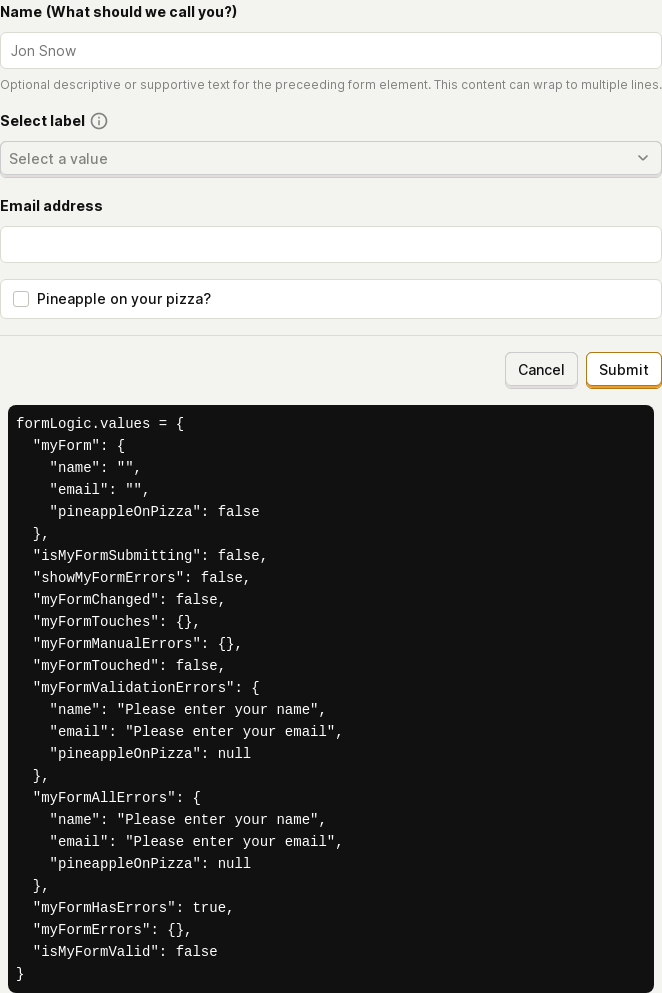 Name (What should we call you?)
Jon Snow
Optional descriptive or supportive text for the preceeding form element. This content can wrap to multiple lines.
Select label
Select a value
Email address
Pineapple on your pizza?
Cancel Submit
formLogic.values = {
  "myForm": {
    "name": "",
    "email": "",
    "pineappleOnPizza": false
  },
  "isMyFormSubmitting": false,
  "showMyFormErrors": false,
  "myFormChanged": false,
  "myFormTouches": {},
  "myFormManualErrors": {},
  "myFormTouched": false,
  "myFormValidationErrors": {
    "name": "Please enter your name",
    "email": "Please enter your email",
    "pineappleOnPizza": null
  },
  "myFormAllErrors": {
    "name": "Please enter your name",
    "email": "Please enter your email",
    "pineappleOnPizza": null
  },
  "myFormHasErrors": true,
  "myFormErrors": {},
  "isMyFormValid": false
}